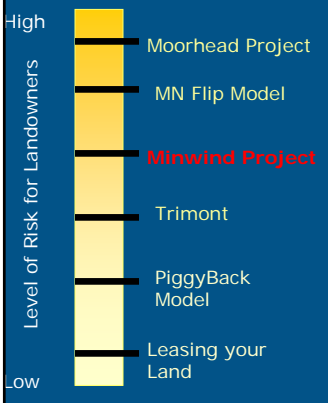 High
Moorhead Project
MN Flip Model
Minwind Project
Trimont
PiggyBack
Model
Leasing your
Land
Low
Level of Risk for Landowners